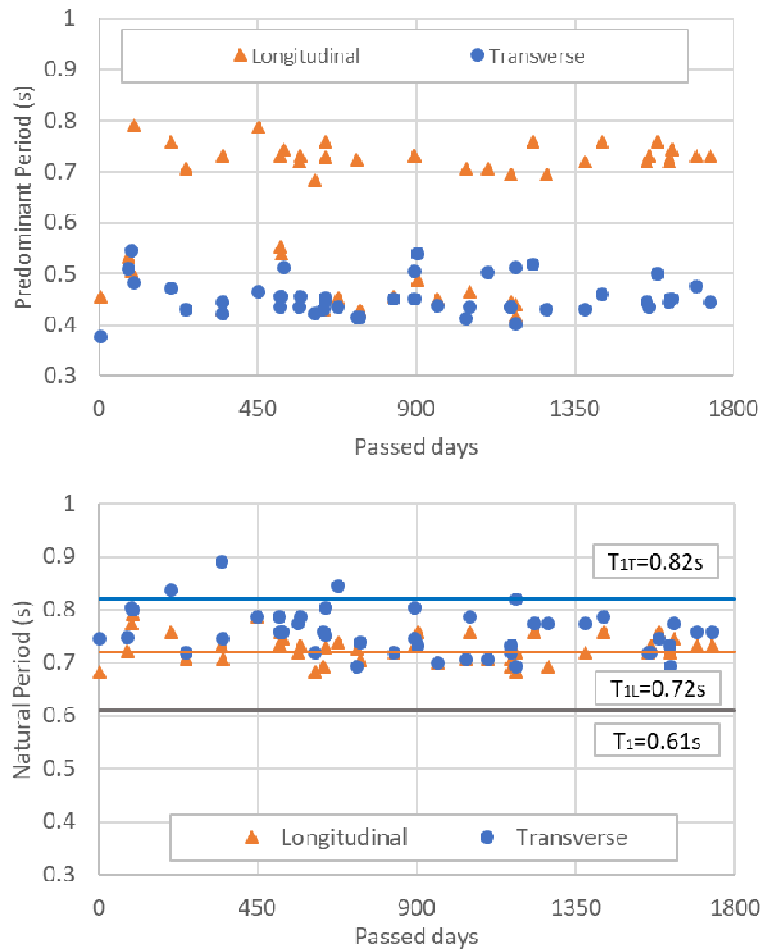 1
Longitudinal Transverse
0.9
0.8
0.7
0.6
0.5
0.4
0.3
Predominant Period (s)
0 450 900 1350 1800
Passed days
1
0.9
T1T=0.82s
0.8
0.7
T1L=0.72s
0.6
T1=0.61s
0.5
0.4
Longitudinal Transverse
0.3
Natural Period (s)
0 450 900 1350 1800
Passed days